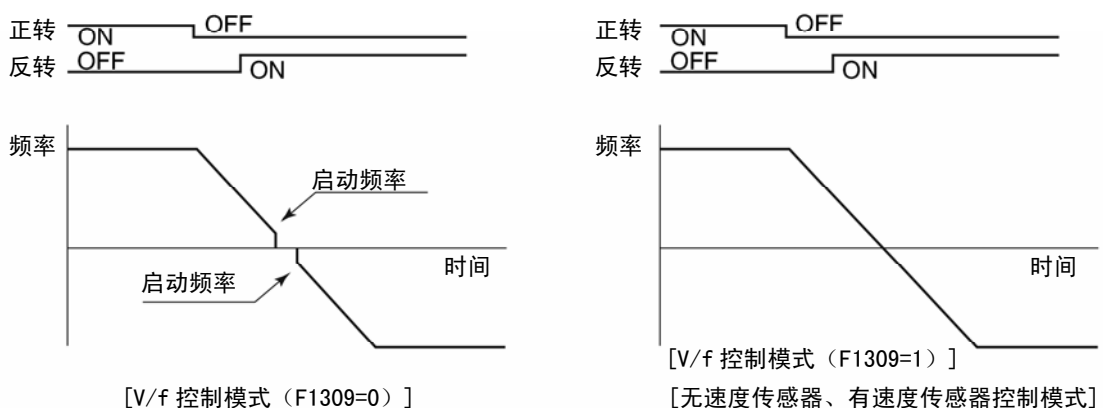 正转 ON OFF
反转 OFF ON
频率
启动频率
启动频率
时间
[V/f 控制模式（F1309=0）]
正转 ON OFF
反转 OFF ON
频率
时间
[V/f 控制模式（F1309=1）]
[无速度传感器、有速度传感器控制模式]